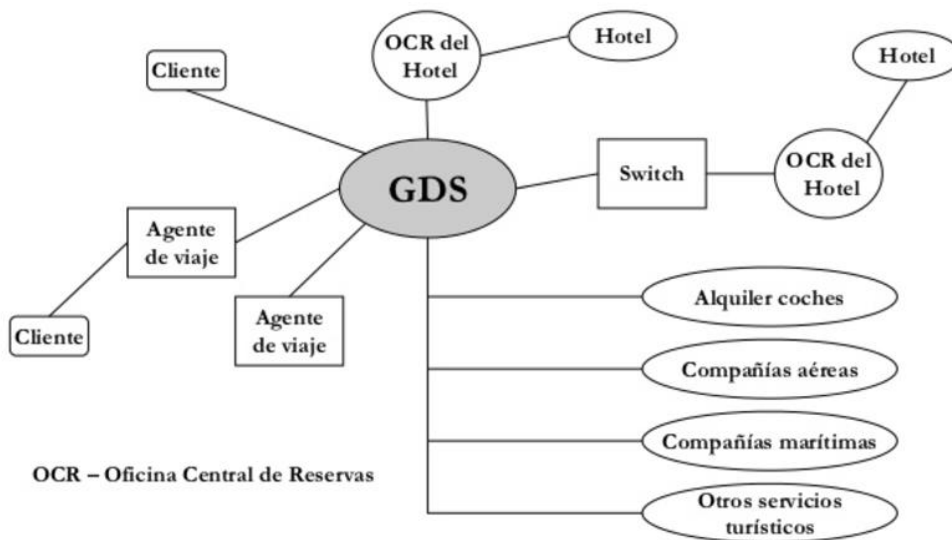 OCR del
Hotel
Hotel
Cliente
Hotel
GDS
Switch
OCR del
Hotel
Agente
de viaje
Cliente
Agente
de viaje
Alquiler coches
Compañías aéreas
Compañías marítimas
OCR – Oficina Central de Reservas
Otros servicios
turísticos